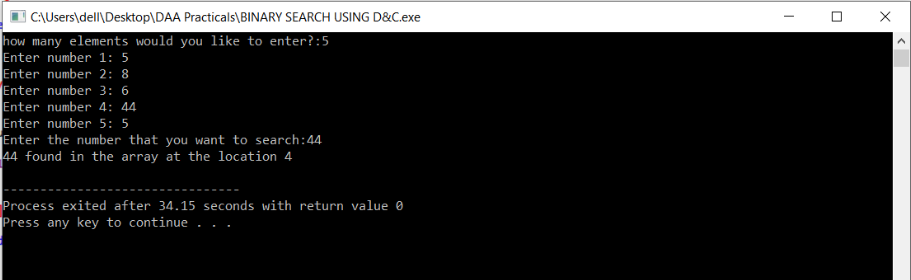 C:\Users\dell\Desktop\DAA Practicals\BINARY SEARCH USING D&C.exe
how many elements would you like to enter?:5
Enter number 1: 5
Enter number 2: 8
Enter number 3: 6
Enter number 4: 44
Enter number 5: 5
Enter the number that you want to search:44
44 found in the array at the location 4
--------------------------------
Process exited after 34.15 seconds with return value 0
Press any key to continue . . .